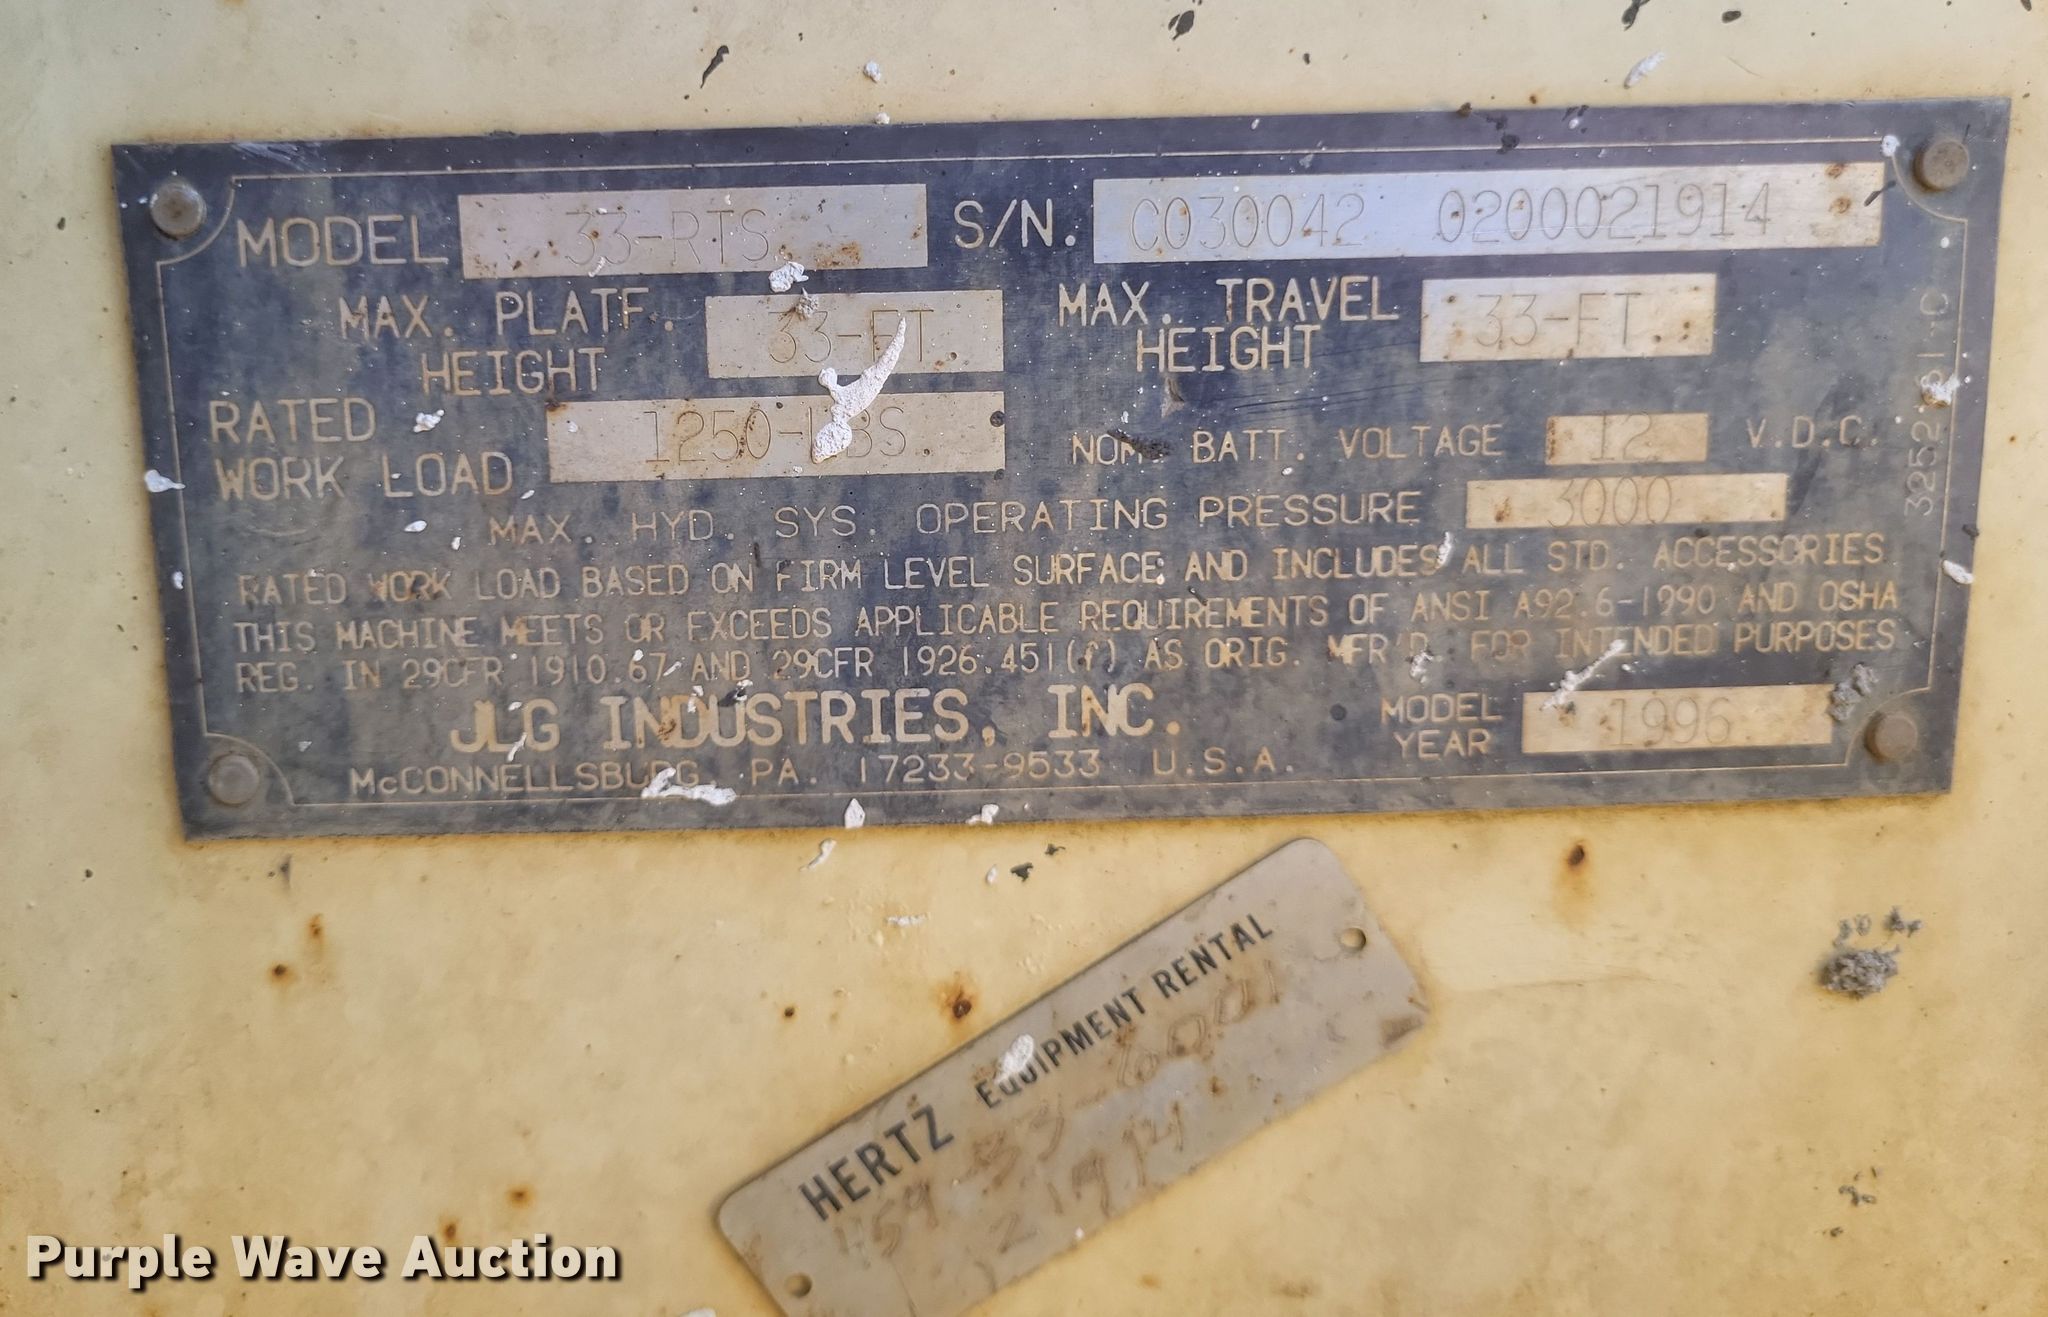 MODEL 33-RTS S/N. C030042 0200021914
MAX. PLATF. HEIGHT 33-FT. MAX. TRAVEL HEIGHT 33-FT.
RATED WORK LOAD 1250-LBS. NOM. BATT. VOLTAGE 12 V.D.C.
MAX. HYD. SYS. OPERATING PRESSURE 3000
RATED WORK LOAD BASED ON FIRM LEVEL SURFACE AND INCLUDES ALL STD. ACCESSORIES
THIS MACHINE MEETS OR EXCEEDS APPLICABLE REQUIREMENTS OF ANSI A92.6-1990 AND OSHA
REG. IN 29CFR 1910.67 AND 29CFR 1926.451(f) AS ORIG. MFR'D. FOR INTENDED PURPOSES
JLG INDUSTRIES, INC.
McCONNELLSBURG, PA. 17233-9533 U.S.A.
MODEL YEAR 1996
HERTZ EQUIPMENT RENTAL
21914
Purple Wave Auction